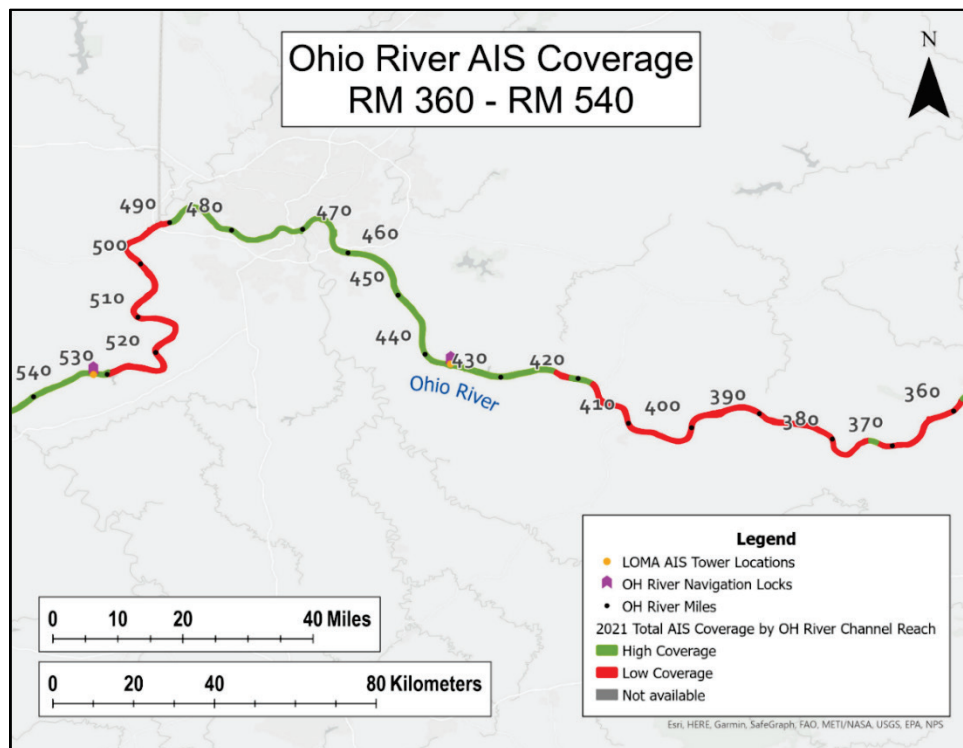 Ohio River AIS Coverage
RM 360 - RM 540
N
490
480
470
460
500
450
510
440
520
530
430
420
540
Ohio River
410
400
390
380
370
360
Legend
LOMA AIS Tower Locations
OH River Navigation Locks
OH River Miles
2021 Total AIS Coverage by OH River Channel Reach
High Coverage
Low Coverage
Not available
0 10 20 40 Miles
0 20 40 80 Kilometers
Esri, HERE, Garmin, SafeGraph, FAO, METI/NASA, USGS, EPA, NPS